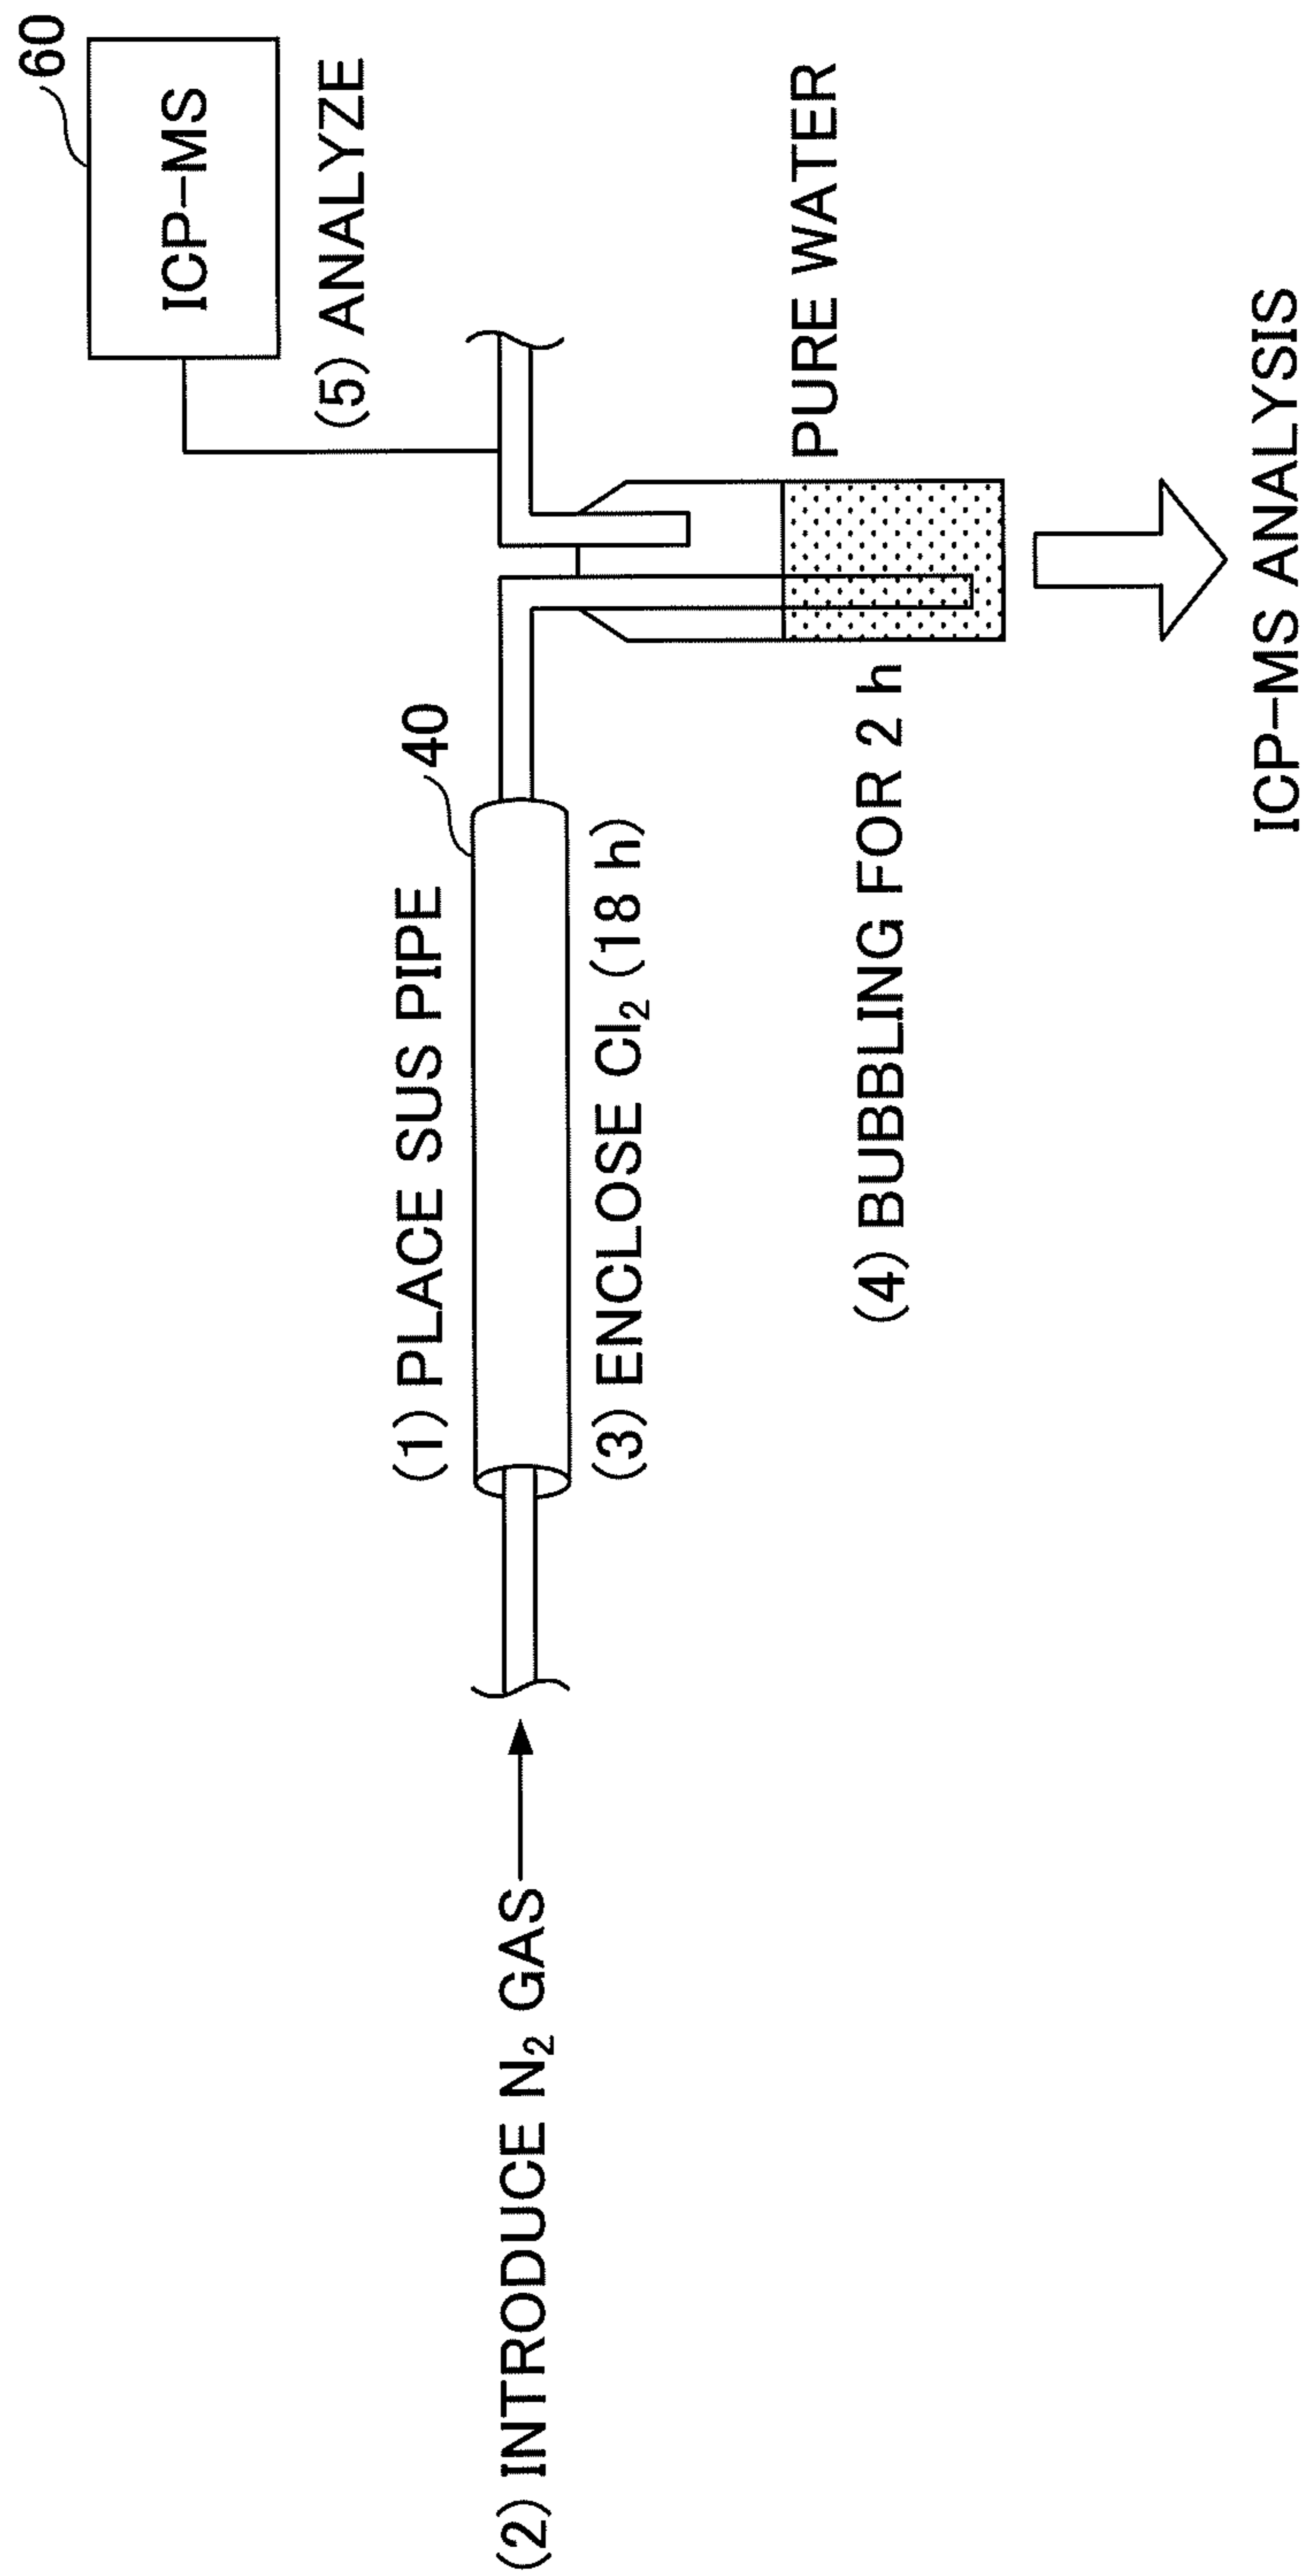 60
ICP-MS
(5) ANALYZE
(1) PLACE SUS PIPE
40
(2) INTRODUCE N₂ GAS
(3) ENCLOSE Cl₂ (18 h)
PURE WATER
(4) BUBBLING FOR 2 h
ICP-MS ANALYSIS